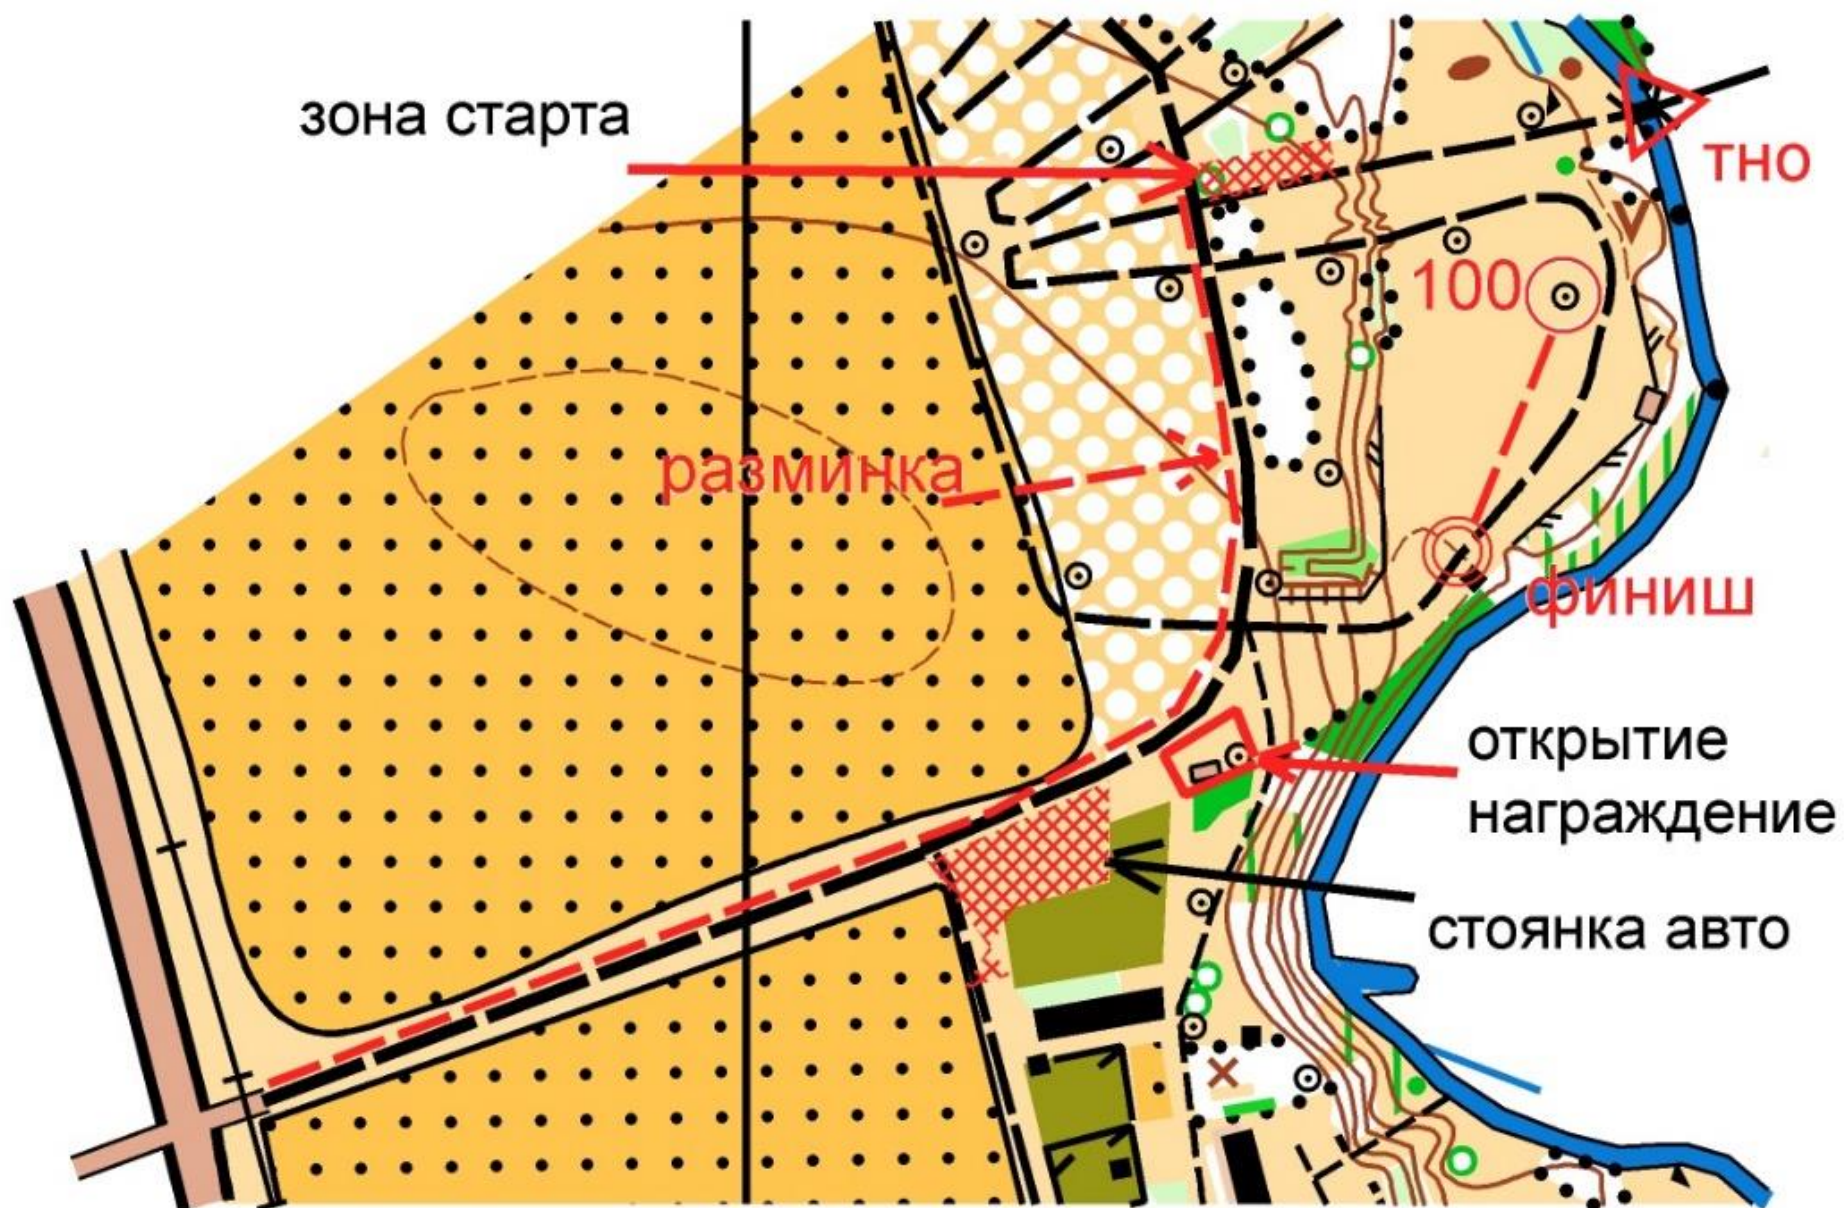 зона старта
тно
100
разминка
финиш
открытие
награждение
стоянка авто